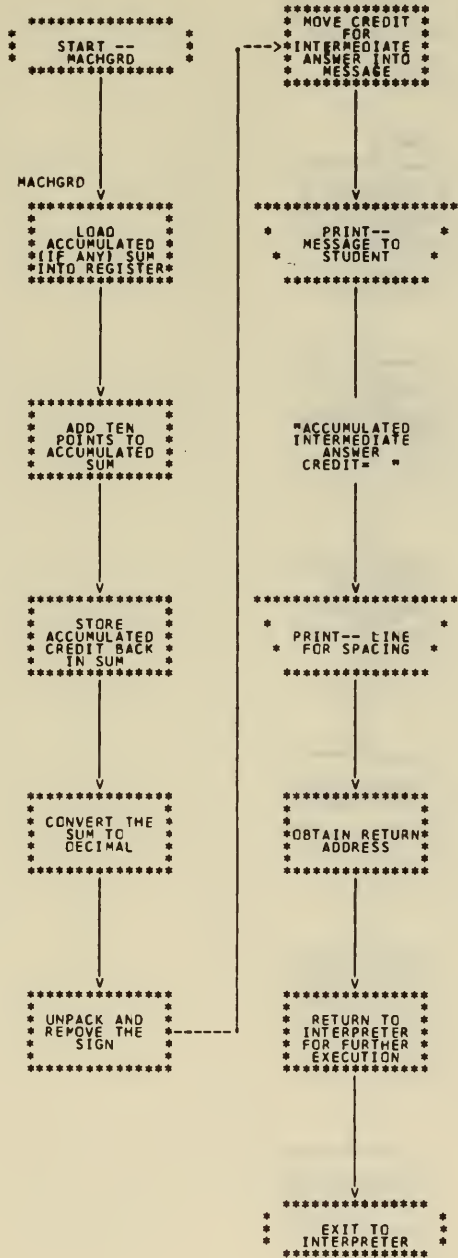 START --
MACHGRD
MACHGRD
LOAD
ACCUMULATED
(IF ANY) SUM
INTO REGISTER
ADD TEN
POINTS TO
ACCUMULATED
SUM
STORE
ACCUMULATED
CREDIT BACK
IN SUM
CONVERT THE
SUM TO
DECIMAL
UNPACK AND
REMOVE THE
SIGN
MOVE CREDIT
FOR
INTERMEDIATE
ANSWER INTO
MESSAGE
PRINT--
MESSAGE TO
STUDENT
"ACCUMULATED
INTERMEDIATE
ANSWER
CREDIT= "
PRINT-- LINE
FOR SPACING
OBTAIN RETURN
ADDRESS
RETURN TO
INTERPRETER
FOR FURTHER
EXECUTION
EXIT TO
INTERPRETER